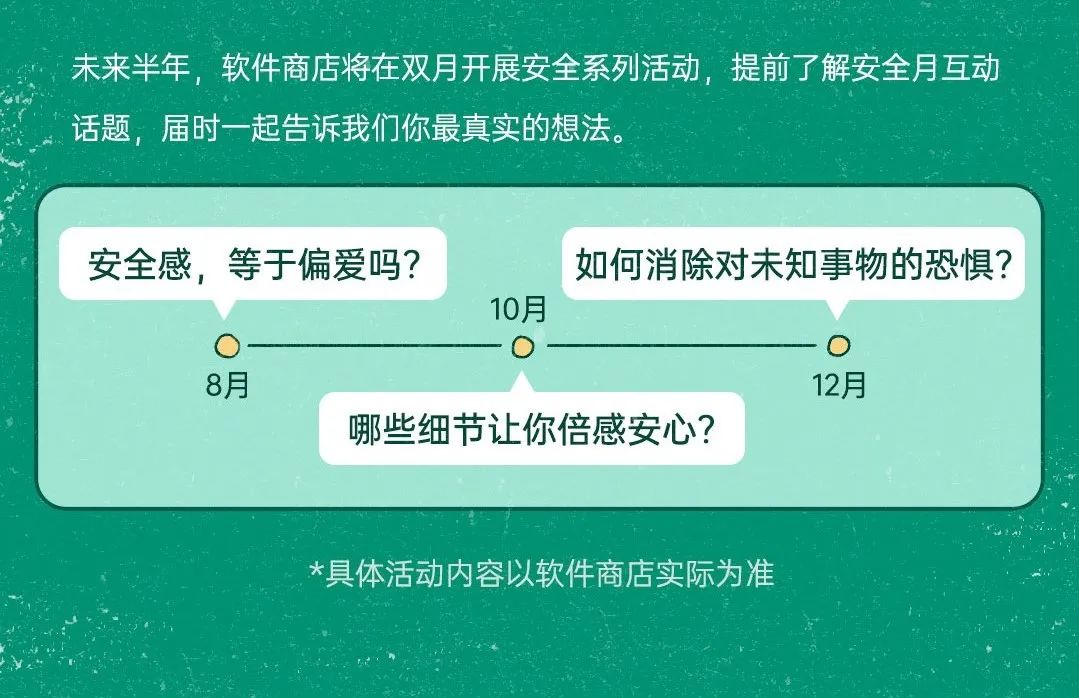 未来半年，软件商店将在双月开展安全系列活动，提前了解安全月互动
话题，届时一起告诉我们你最真实的想法。
安全感，等于偏爱吗？
8月
10月
哪些细节让你倍感安心？
如何消除对未知事物的恐惧？
12月
*具体活动内容以软件商店实际为准